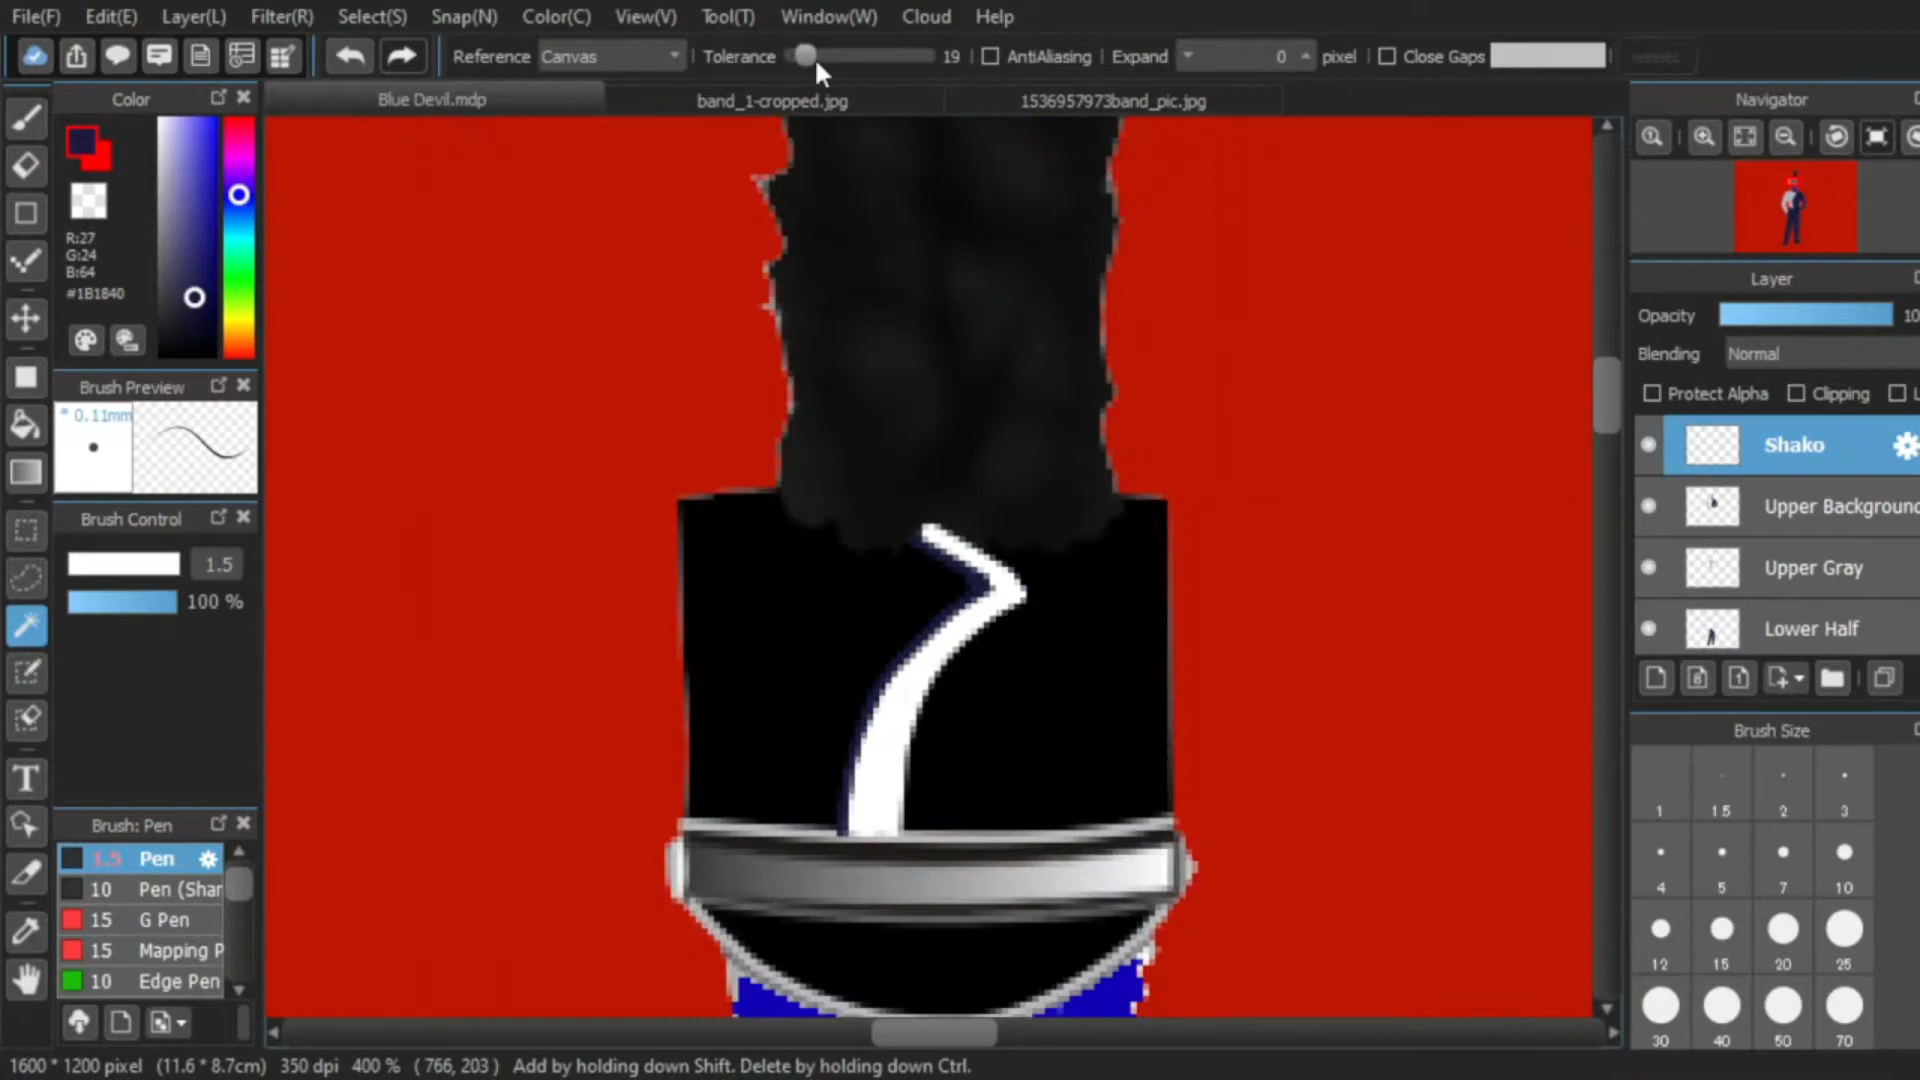 File(F) Edit(E) Layer(L) Filter(R) Select(S) Snap(N) Color(C) View(V) Tool(T) Window(W) Cloud Help
Reference Canvas Tolerance 19 AntiAliasing Expand 0 pixel Close Gaps
Color Blue Devil.mdp band_1-cropped.jpg 1536957973band_pic.jpg Navigator
R:27
G:24
B:64
#1B1840
Brush Preview
* 0.11mm
Brush Control
1.5
100 %
Brush: Pen
1.5 Pen
10 Pen (Shar
15 G Pen
15 Mapping P
10 Edge Pen
Layer
Opacity 10
Blending Normal
Protect Alpha Clipping L
Shako
Upper Background
Upper Gray
Lower Half
8 1
Brush Size
1 1.5 2 3
4 5 7 10
12 15 20 25
30 40 50 70
1600 * 1200 pixel (11.6 * 8.7cm) 350 dpi 400 % ( 766, 203 ) Add by holding down Shift. Delete by holding down Ctrl.